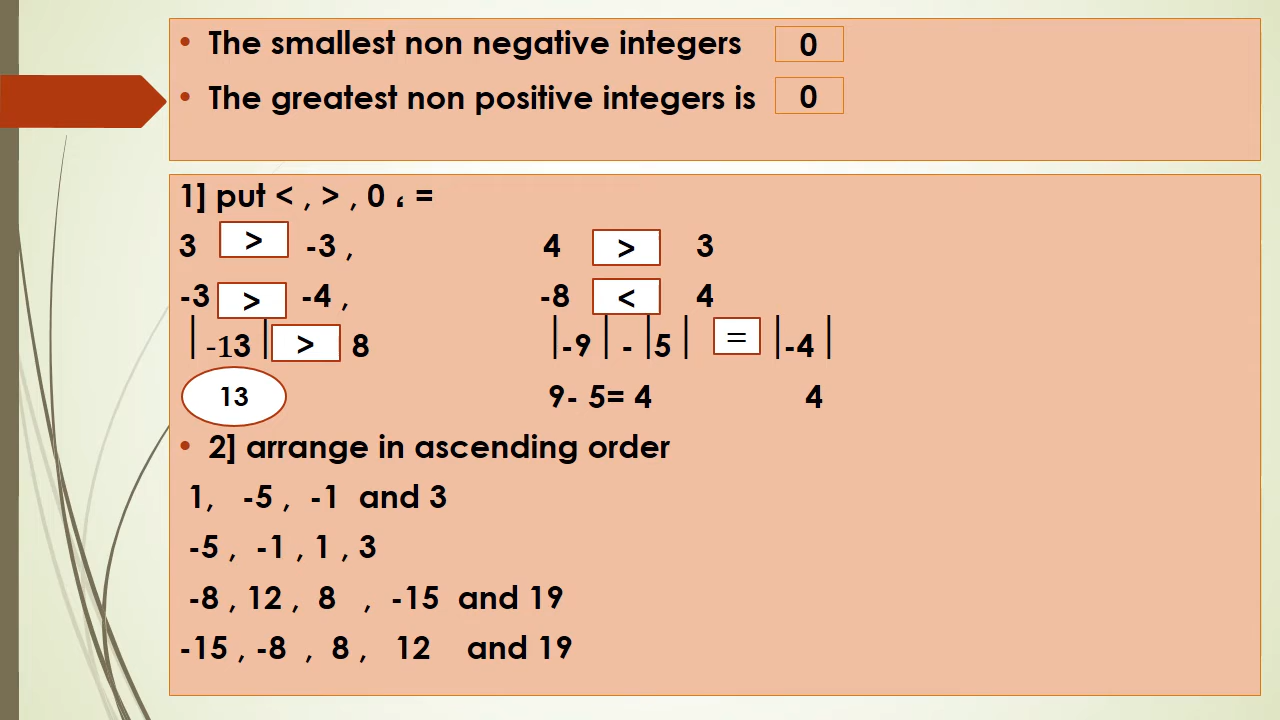 • The smallest non negative integers 0
• The greatest non positive integers is 0
1] put < , > , 0 ، =
3 > -3 , 4 > 3
-3 > -4 , -8 < 4
|-13| > 8 |-9| - |5| = |-4|
13 9- 5= 4 4
• 2] arrange in ascending order
1, -5 , -1 and 3
-5 , -1 , 1 , 3
-8 , 12 , 8 , -15 and 19
-15 , -8 , 8 , 12 and 19